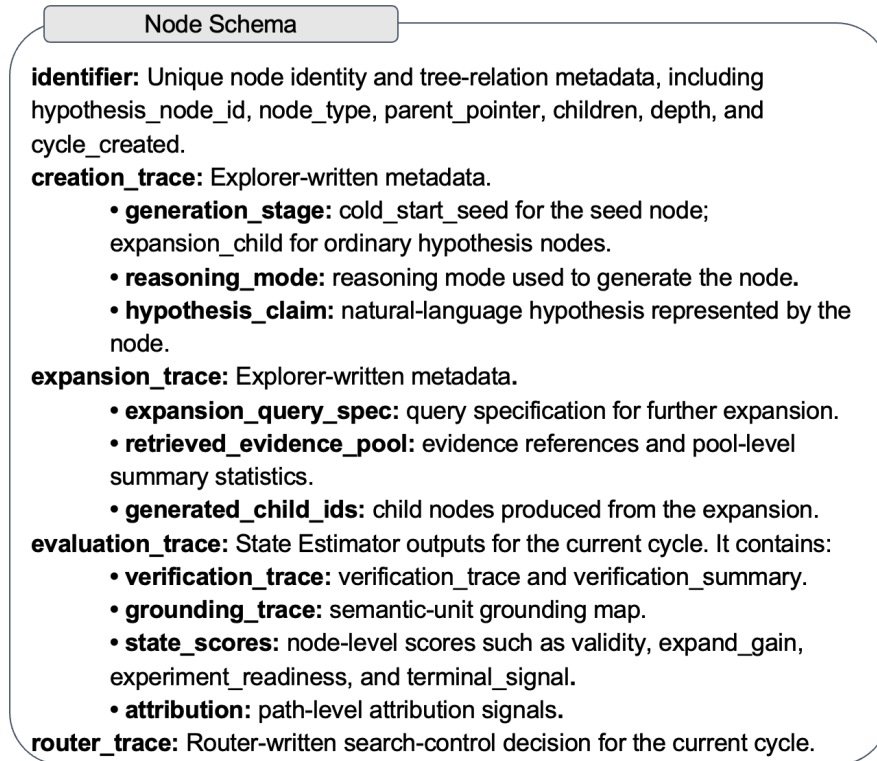 Node Schema
identifier: Unique node identity and tree-relation metadata, including
hypothesis_node_id, node_type, parent_pointer, children, depth, and
cycle_created.
creation_trace: Explorer-written metadata.
• generation_stage: cold_start_seed for the seed node;
expansion_child for ordinary hypothesis nodes.
• reasoning_mode: reasoning mode used to generate the node.
• hypothesis_claim: natural-language hypothesis represented by the
node.
expansion_trace: Explorer-written metadata.
• expansion_query_spec: query specification for further expansion.
• retrieved_evidence_pool: evidence references and pool-level
summary statistics.
• generated_child_ids: child nodes produced from the expansion.
evaluation_trace: State Estimator outputs for the current cycle. It contains:
• verification_trace: verification_trace and verification_summary.
• grounding_trace: semantic-unit grounding map.
• state_scores: node-level scores such as validity, expand_gain,
experiment_readiness, and terminal_signal.
• attribution: path-level attribution signals.
router_trace: Router-written search-control decision for the current cycle.